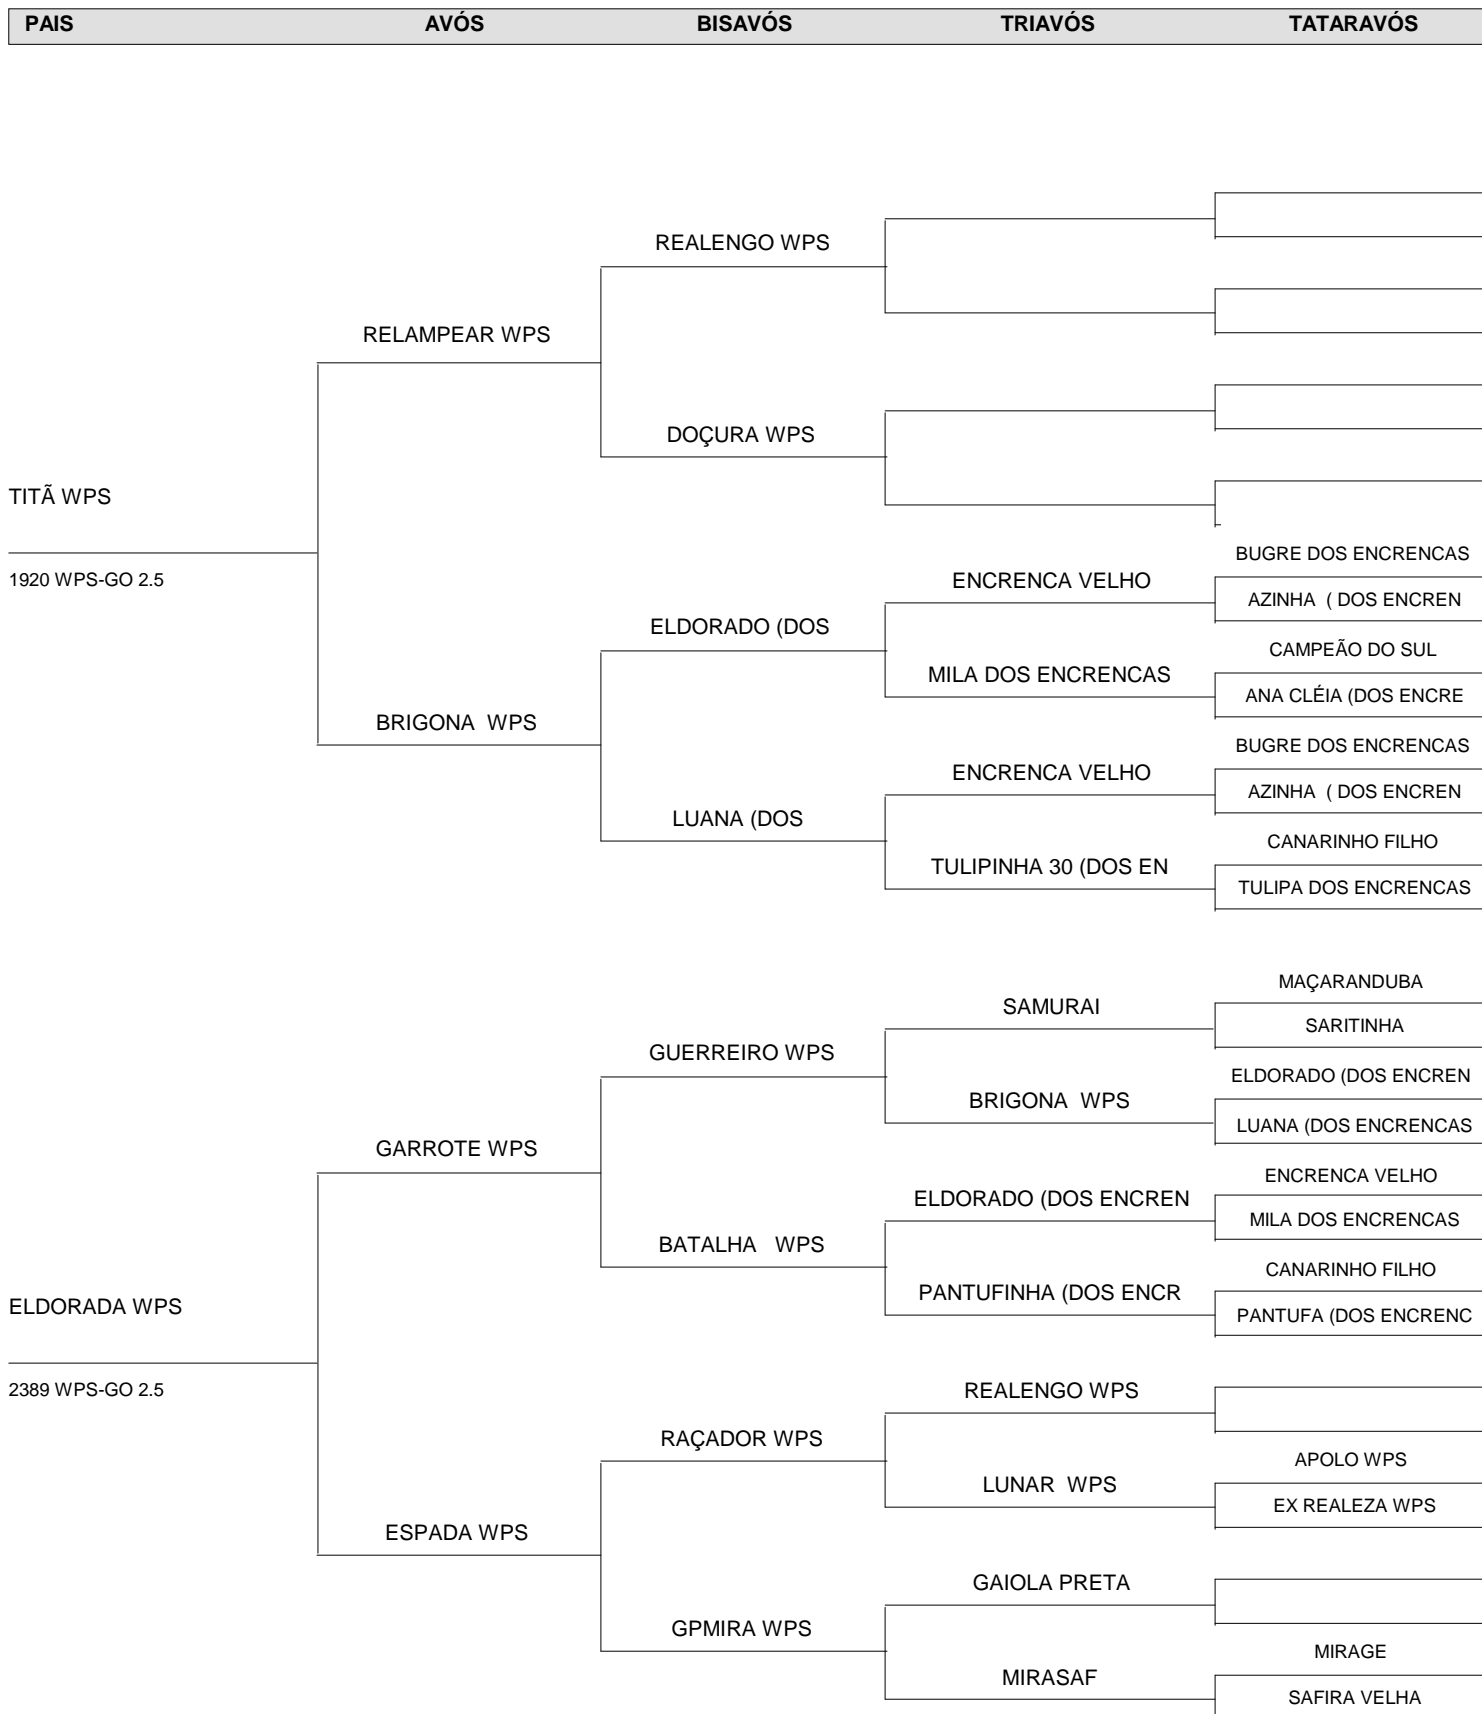 PAIS AVÓS BISAVÓS TRIAVÓS TATARAVÓS
REALENGO WPS
RELAMPEAR WPS
DOÇURA WPS
TITÃ WPS
1920 WPS-GO 2.5
BUGRE DOS ENCRENCAS
ENCRENCA VELHO
AZINHA ( DOS ENCREN
ELDORADO (DOS
CAMPEÃO DO SUL
MILA DOS ENCRENCAS
ANA CLÉIA (DOS ENCRE
BRIGONA WPS
BUGRE DOS ENCRENCAS
ENCRENCA VELHO
AZINHA ( DOS ENCREN
LUANA (DOS
CANARINHO FILHO
TULIPINHA 30 (DOS EN
TULIPA DOS ENCRENCAS
MAÇARANDUBA
SAMURAI
SARITINHA
GUERREIRO WPS
ELDORADO (DOS ENCREN
BRIGONA WPS
LUANA (DOS ENCRENCAS
GARROTE WPS
ENCRENCA VELHO
ELDORADO (DOS ENCREN
MILA DOS ENCRENCAS
BATALHA WPS
CANARINHO FILHO
PANTUFINHA (DOS ENCR
PANTUFA (DOS ENCRENC
ELDORADA WPS
2389 WPS-GO 2.5
REALENGO WPS
RAÇADOR WPS
APOLO WPS
LUNAR WPS
EX REALEZA WPS
ESPADA WPS
GAIOLA PRETA
GPMIRA WPS
MIRAGE
MIRASAF
SAFIRA VELHA